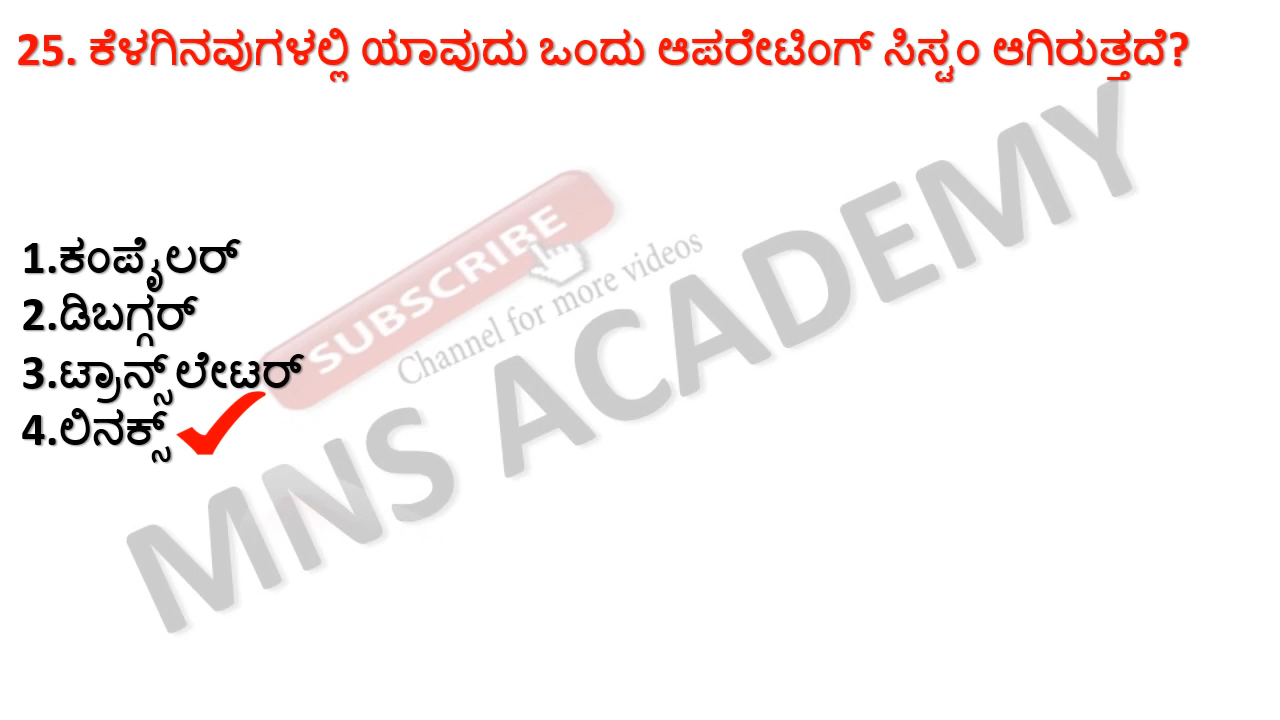 25. ಕೆಳಗಿನವುಗಳಲ್ಲಿ ಯಾವುದು ಒಂದು ಆಪರೇಟಿಂಗ್ ಸಿಸ್ಟಂ ಆಗಿರುತ್ತದೆ?
1.ಕಂಪೈಲರ್
2.ಡಿಬಗ್ಗರ್
3.ಟ್ರಾನ್ಸ್‌ಲೇಟರ್
4.ಲಿನಕ್ಸ್
SUBSCRIBE
Channel for more videos
MNS ACADEMY